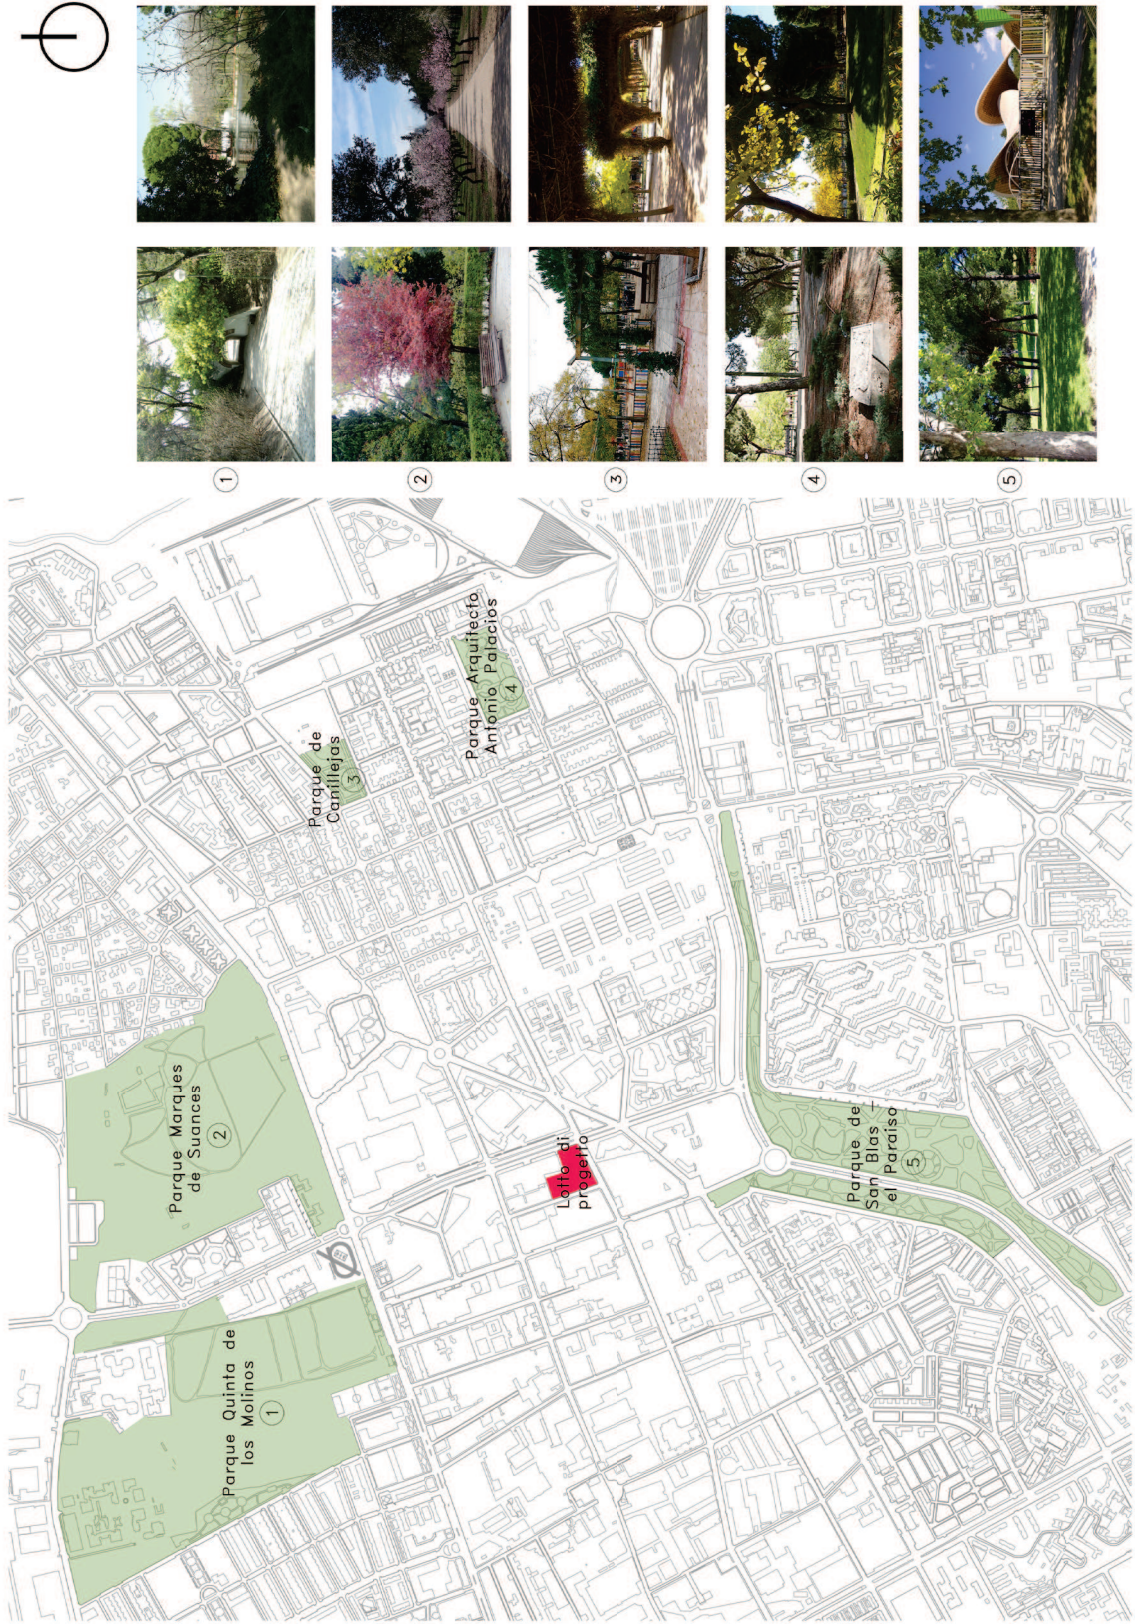 Parque Quinta de
los Molinos
1
Parque Marques
de Suances
2
Parque de
Canillejas
3
Parque Arquitecto
Antonio Palacios
4
Lotto di
progetto
Parque de
San Blas –
el Paraiso
5
1
2
3
4
5